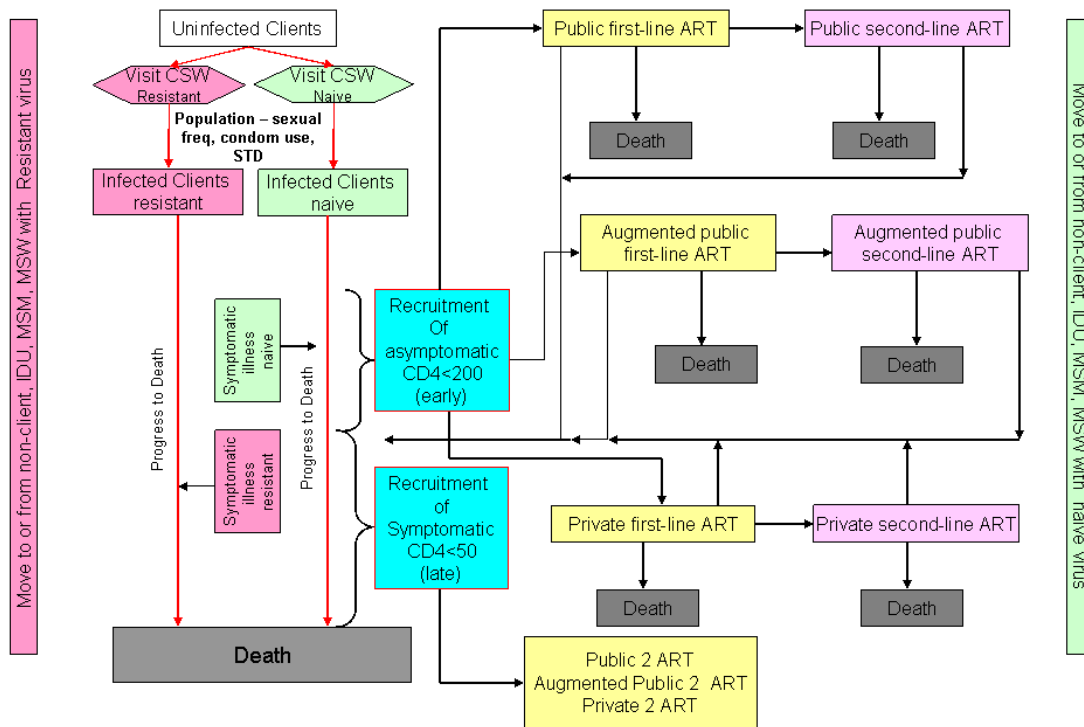 Move to or from non-client, IDU, MSM, MSW with Resistant virus
Uninfected Clients
Visit CSW
Resistant
Visit CSW
Naive
Population – sexual
freq, condom use,
STD
Infected Clients
resistant
Infected Clients
naive
Progress to Death
Symptomatic
illness
naive
Symptomatic
illness
resistant
Progress to Death
Death
Recruitment
Of
asymptomatic
CD4<200
(early)
Recruitment
of
Symptomatic
CD4<50
(late)
Public first-line ART
Public second-line ART
Death
Death
Augmented public
first-line ART
Augmented public
second-line ART
Death
Death
Private first-line ART
Private second-line ART
Death
Death
Public 2 ART
Augmented Public 2 ART
Private 2 ART
Move to or from non-client, IDU, MSM, MSW with naive virus